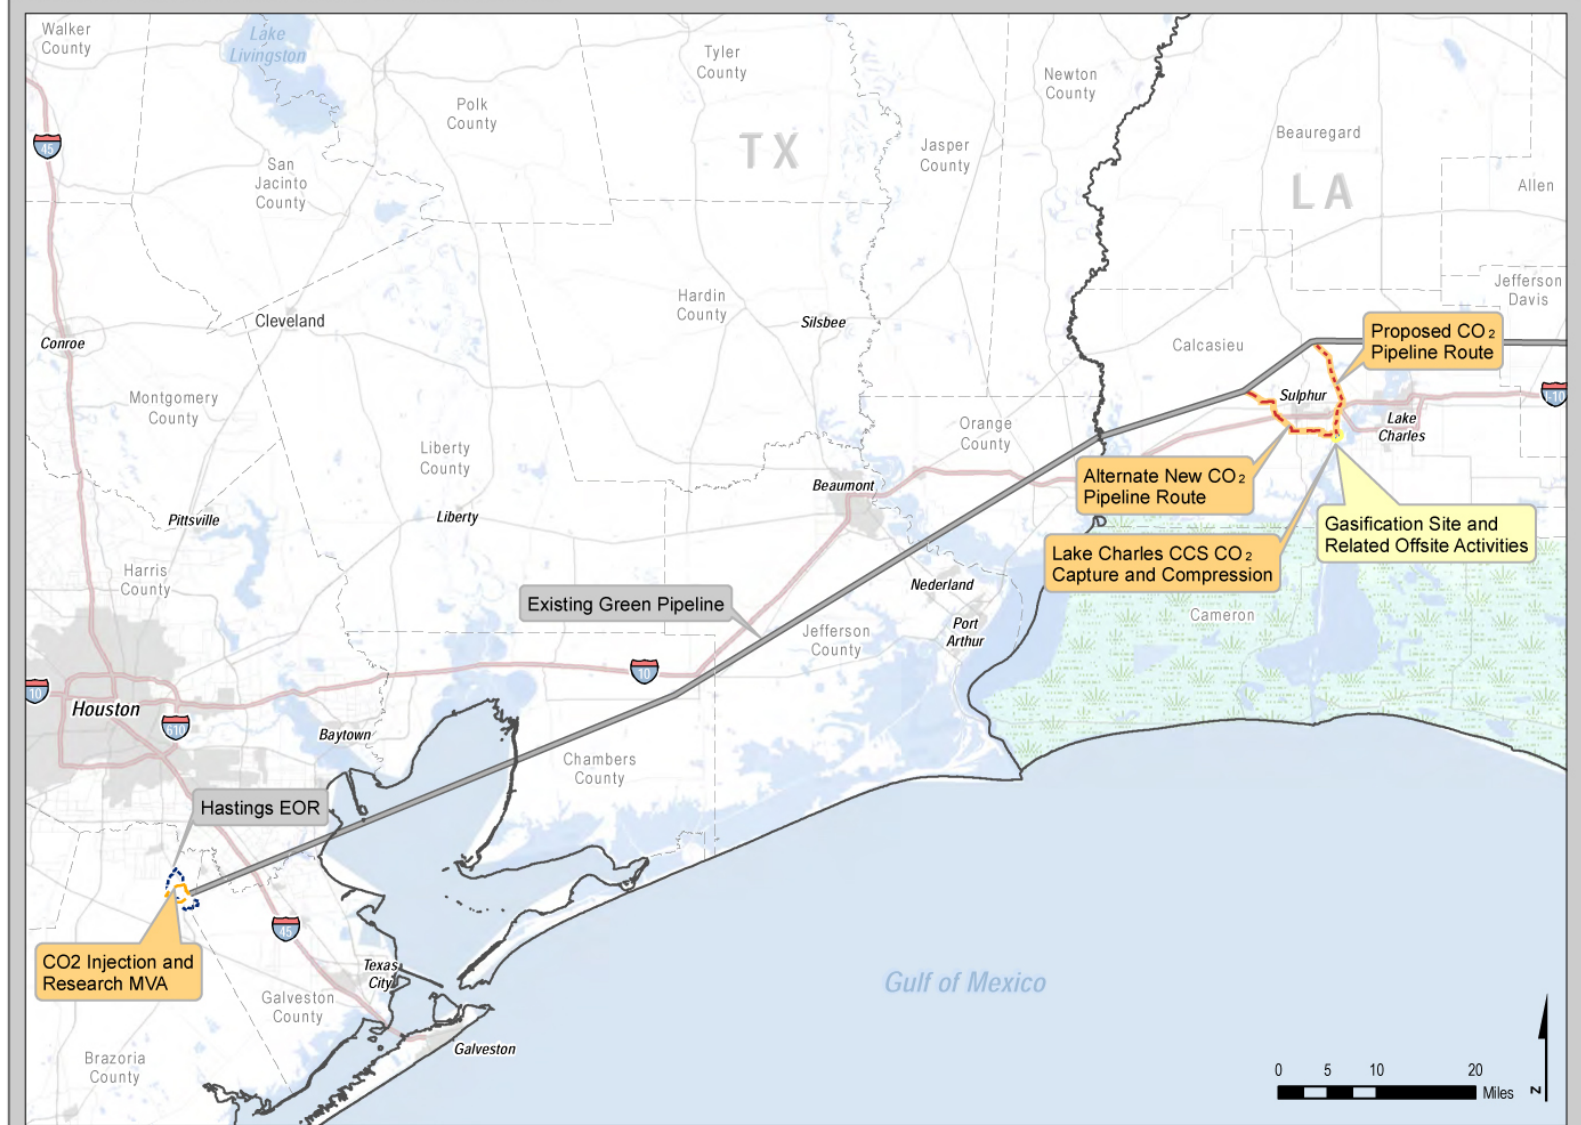 Walker
County
Lake
Livingston
Tyler
County
Newton
County
Polk
County
TX
Jasper
County
Beauregard
45
San
Jacinto
County
LA
Allen
Jefferson
Davis
Hardin
County
Cleveland
Silsbee
Conroe
Calcasieu
Proposed CO2
Pipeline Route
Montgomery
County
Sulphur
Lake
Charles
Orange
County
Liberty
County
Beaumont
Alternate New CO2
Pipeline Route
Pittsville
Liberty
Gasification Site and
Related Offsite Activities
Lake Charles CCS CO2
Capture and Compression
Harris
County
Nederland
Existing Green Pipeline
Port
Arthur
Jefferson
County
Cameron
10
10
Houston
610
Baytown
Chambers
County
Hastings EOR
45
CO2 Injection and
Research MVA
Texas
City
Gulf of Mexico
Galveston
County
Galveston
Brazoria
County
0 5 10 20
Miles
N